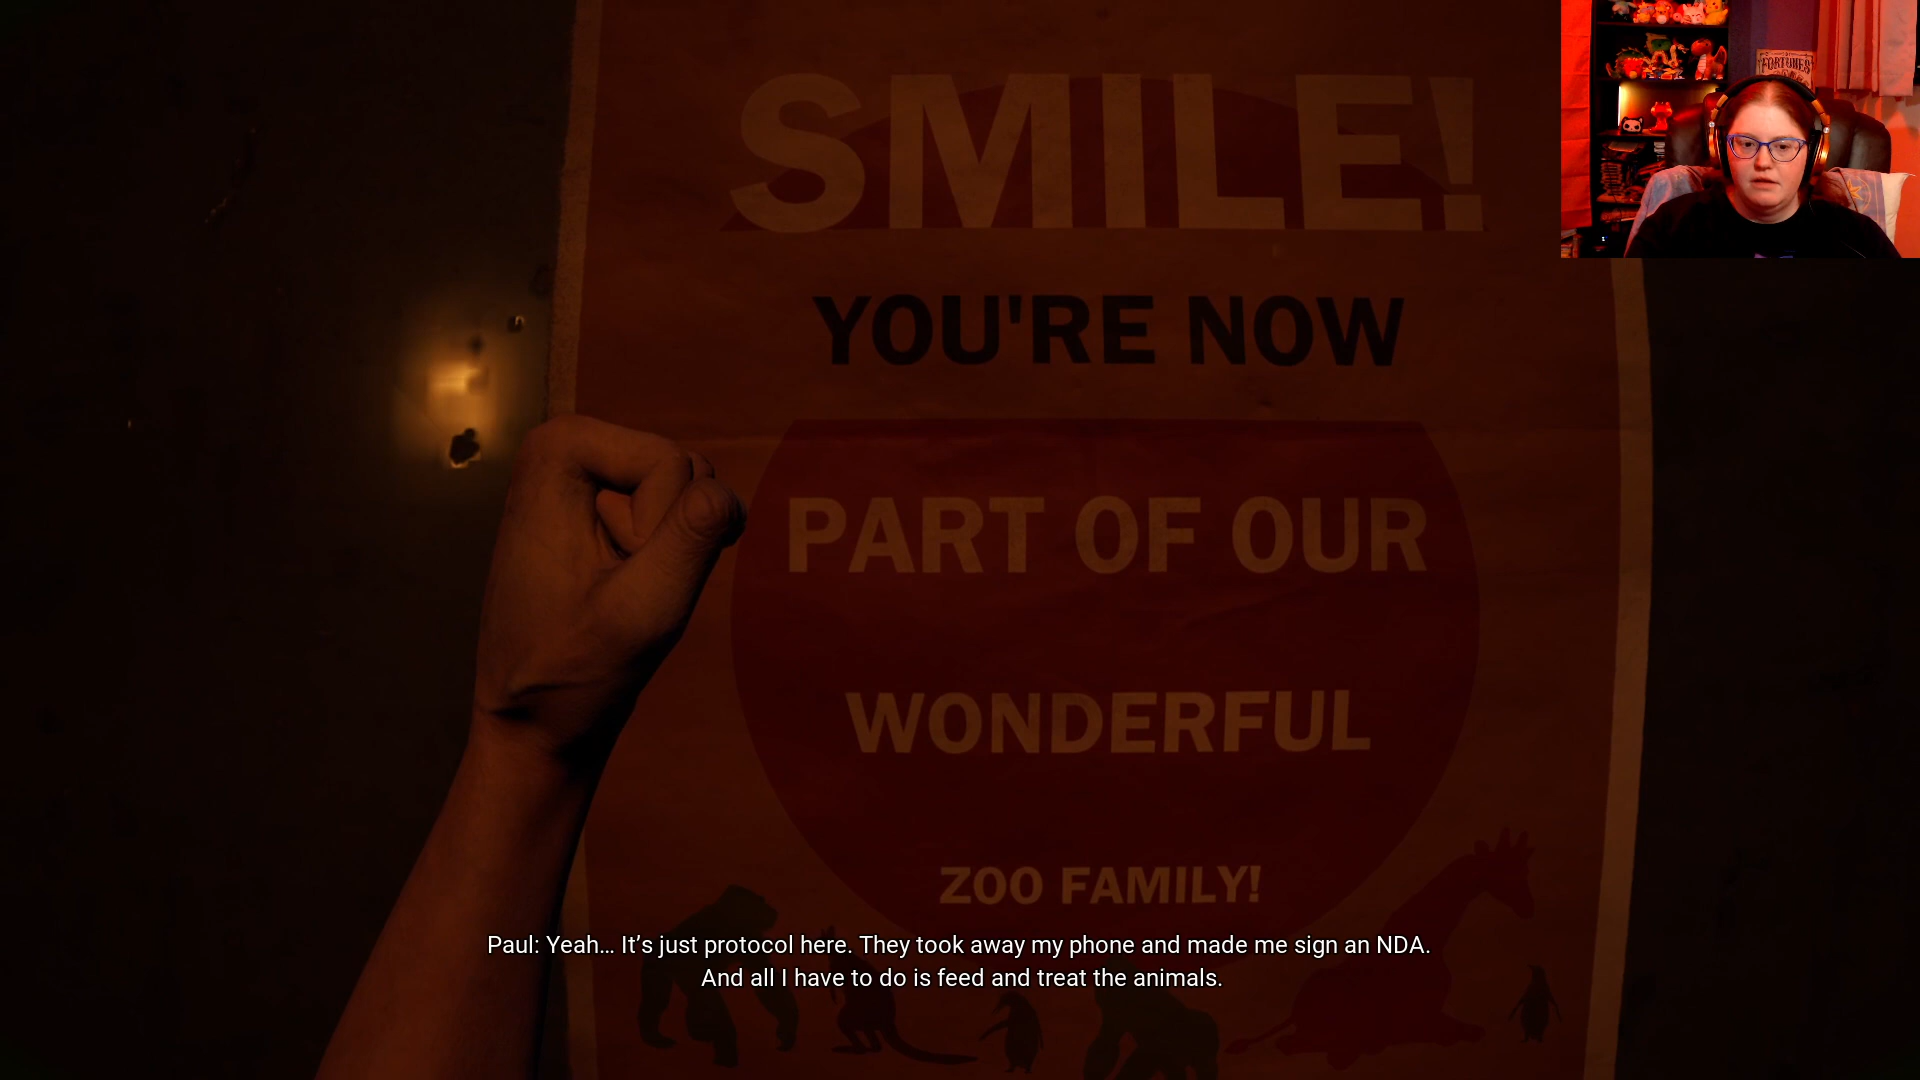 SMILE!
YOU'RE NOW
PART OF OUR
WONDERFUL
ZOO FAMILY!
FORTUNES
Paul: Yeah… It’s just protocol here. They took away my phone and made me sign an NDA.
And all I have to do is feed and treat the animals.